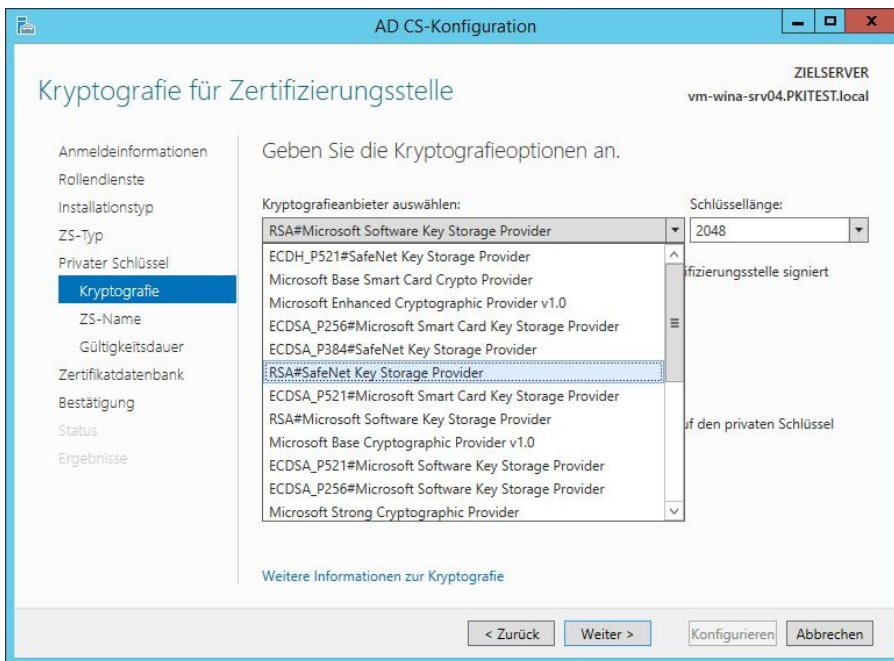 AD CS-Konfiguration
Kryptografie für Zertifizierungsstelle
ZIELSERVER
vm-wina-srv04.PKITEST.local
Anmeldeinformationen
Rollendienste
Installationstyp
ZS-Typ
Privater Schlüssel
Kryptografie
ZS-Name
Gültigkeitsdauer
Zertifikatdatenbank
Bestätigung
Status
Ergebnisse
Geben Sie die Kryptografieoptionen an.
Kryptografieanbieter auswählen:
Schlüssellänge:
RSA#Microsoft Software Key Storage Provider
2048
ECDH_P521#SafeNet Key Storage Provider
Microsoft Base Smart Card Crypto Provider
Microsoft Enhanced Cryptographic Provider v1.0
ECDSA_P256#Microsoft Smart Card Key Storage Provider
ECDSA_P384#SafeNet Key Storage Provider
RSA#SafeNet Key Storage Provider
ECDSA_P521#Microsoft Smart Card Key Storage Provider
RSA#Microsoft Software Key Storage Provider
Microsoft Base Cryptographic Provider v1.0
ECDSA_P521#Microsoft Software Key Storage Provider
ECDSA_P256#Microsoft Software Key Storage Provider
Microsoft Strong Cryptographic Provider
ifizierungsstelle signiert
uf den privaten Schlüssel
Weitere Informationen zur Kryptografie
< Zurück
Weiter >
Konfigurieren
Abbrechen